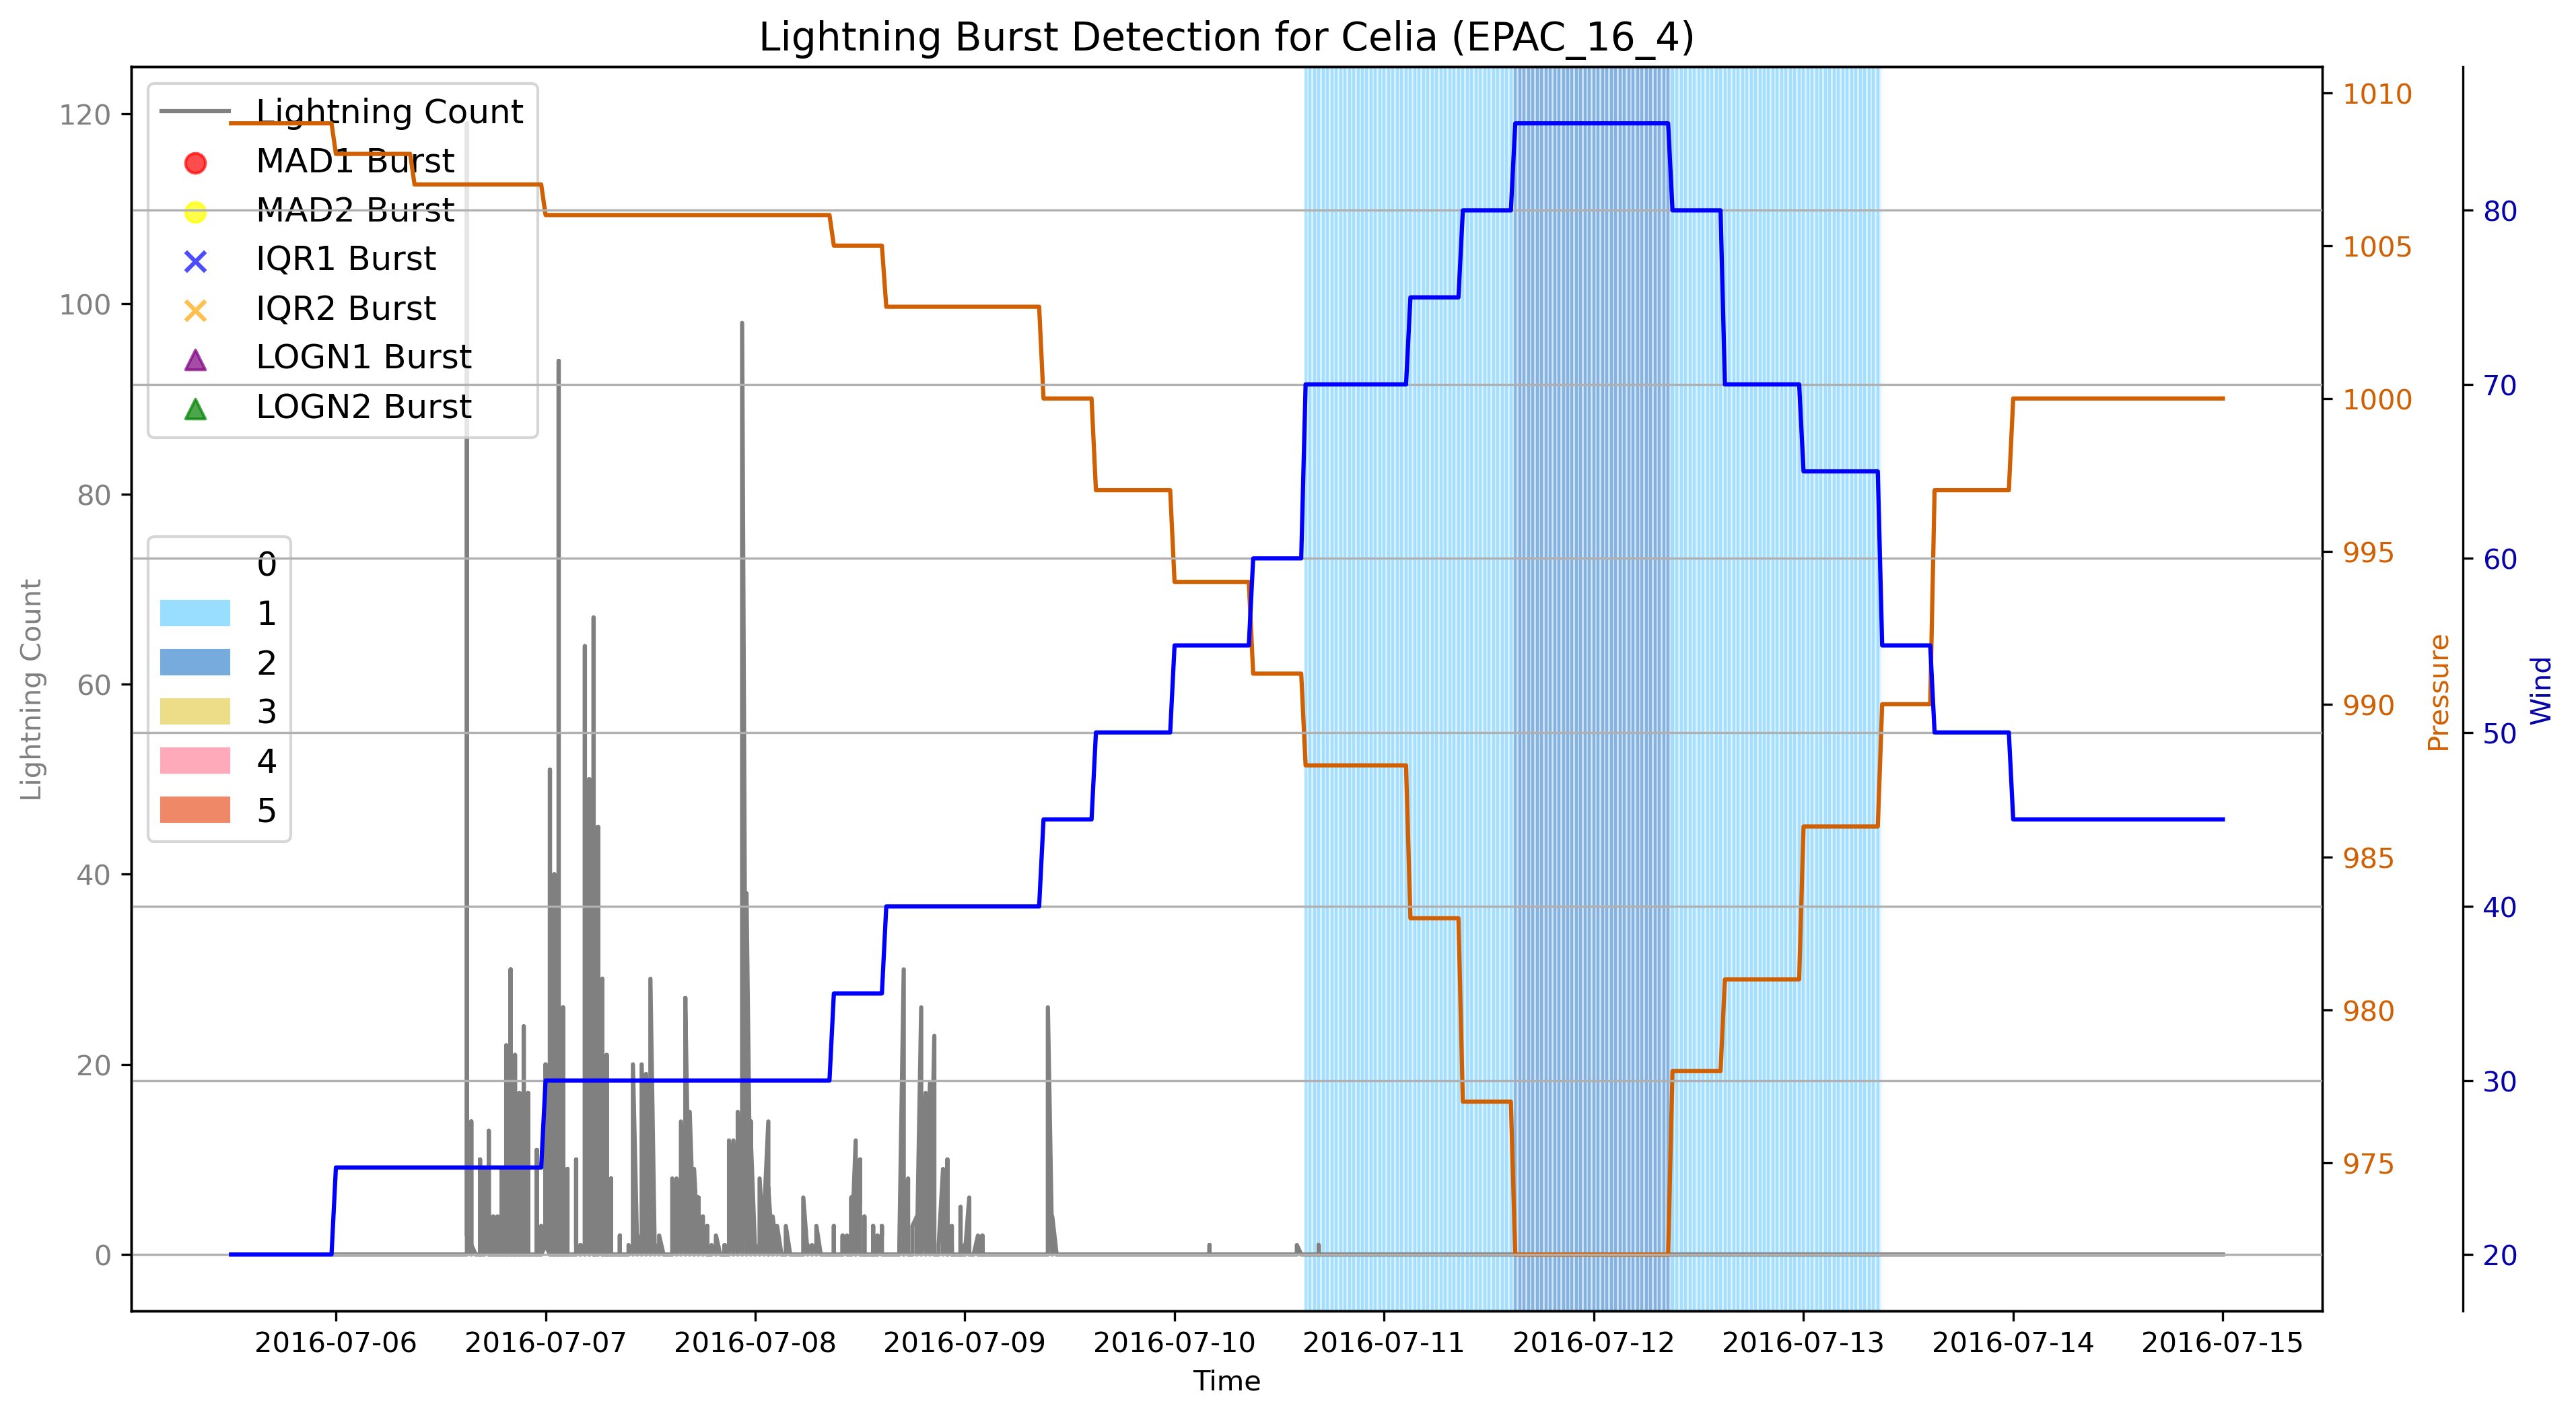 Lightning Burst Detection for Celia (EPAC_16_4)
Lightning Count
MAD1 Burst
MAD2 Burst
IQR1 Burst
IQR2 Burst
LOGN1 Burst
LOGN2 Burst
0
1
2
3
4
5
Lightning Count
120
100
80
60
40
20
0
1010
1005
1000
995
990
985
980
975
Pressure
80
70
60
50
40
30
20
Wind
2016-07-06 2016-07-07 2016-07-08 2016-07-09 2016-07-10 2016-07-11 2016-07-12 2016-07-13 2016-07-14 2016-07-15
Time